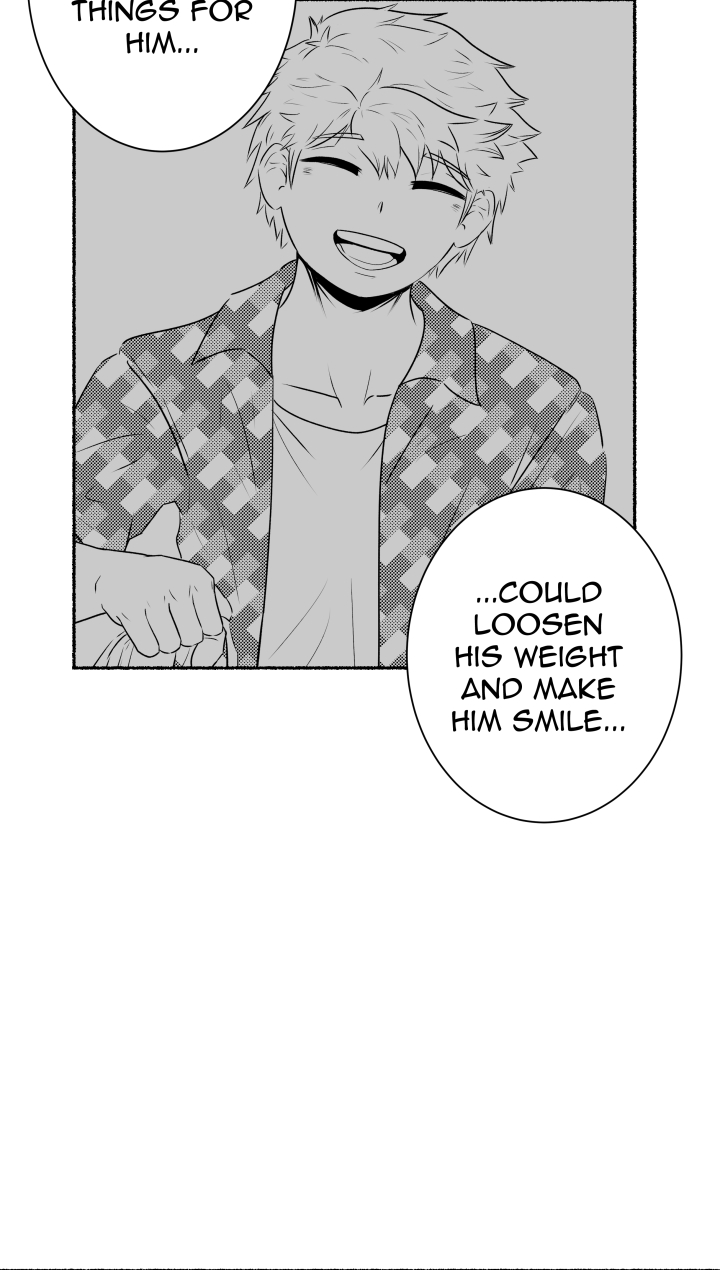 THINGS FOR
HIM...
...COULD
LOOSEN
HIS WEIGHT
AND MAKE
HIM SMILE...